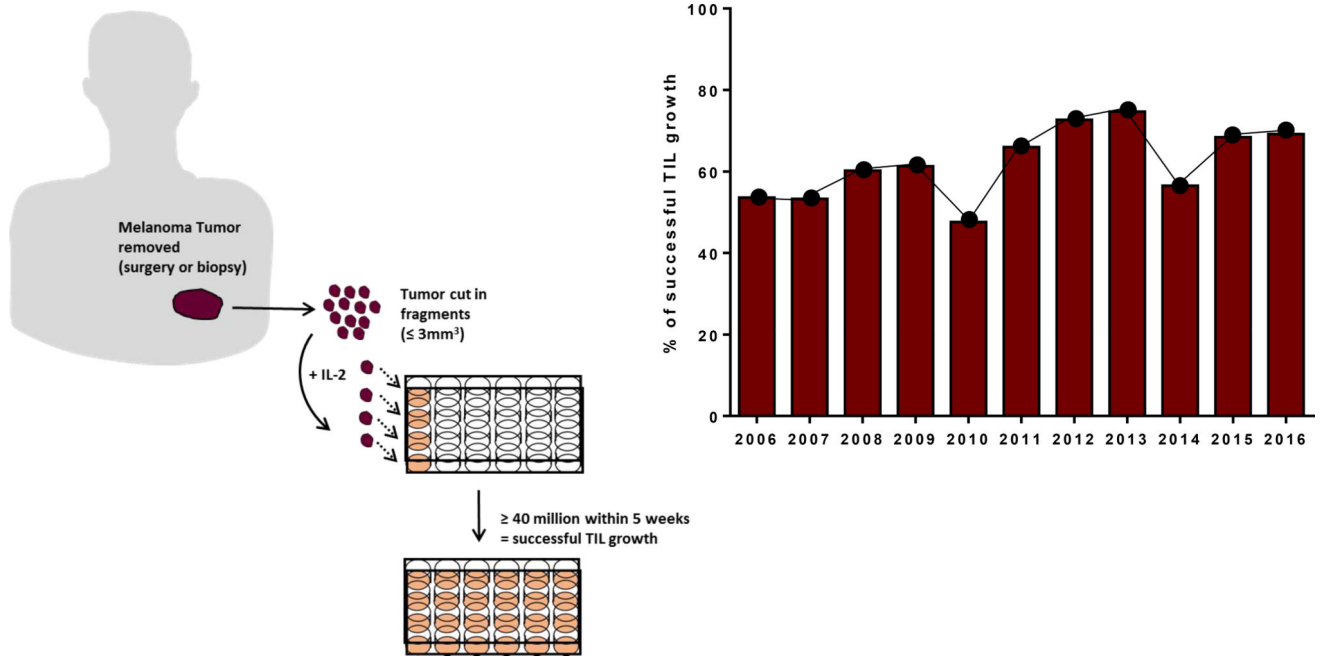 Melanoma Tumor
removed
(surgery or biopsy)
Tumor cut in
fragments
(≤ 3mm³)
+ IL-2
≥ 40 million within 5 weeks
= successful TIL growth
% of successful TIL growth
100
80
60
40
20
0
2006 2007 2008 2009 2010 2011 2012 2013 2014 2015 2016